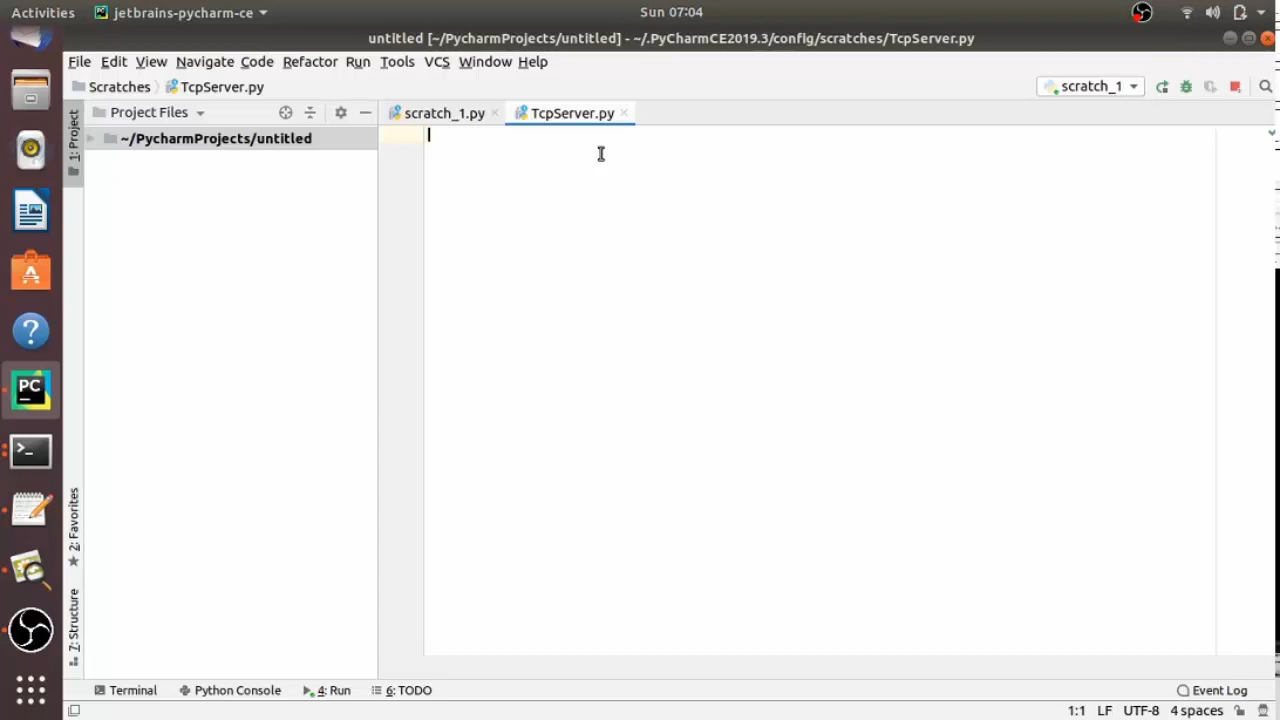 Activities jetbrains-pycharm-ce Sun 07:04
untitled [~/PycharmProjects/untitled] - ~/.PyCharmCE2019.3/config/scratches/TcpServer.py
File Edit View Navigate Code Refactor Run Tools VCS Window Help
Scratches TcpServer.py scratch_1
Project Files scratch_1.py TcpServer.py
1: Project
~/PycharmProjects/untitled
PC
2: Favorites
7: Structure
Terminal Python Console 4: Run 6: TODO Event Log
1:1 LF UTF-8 4 spaces